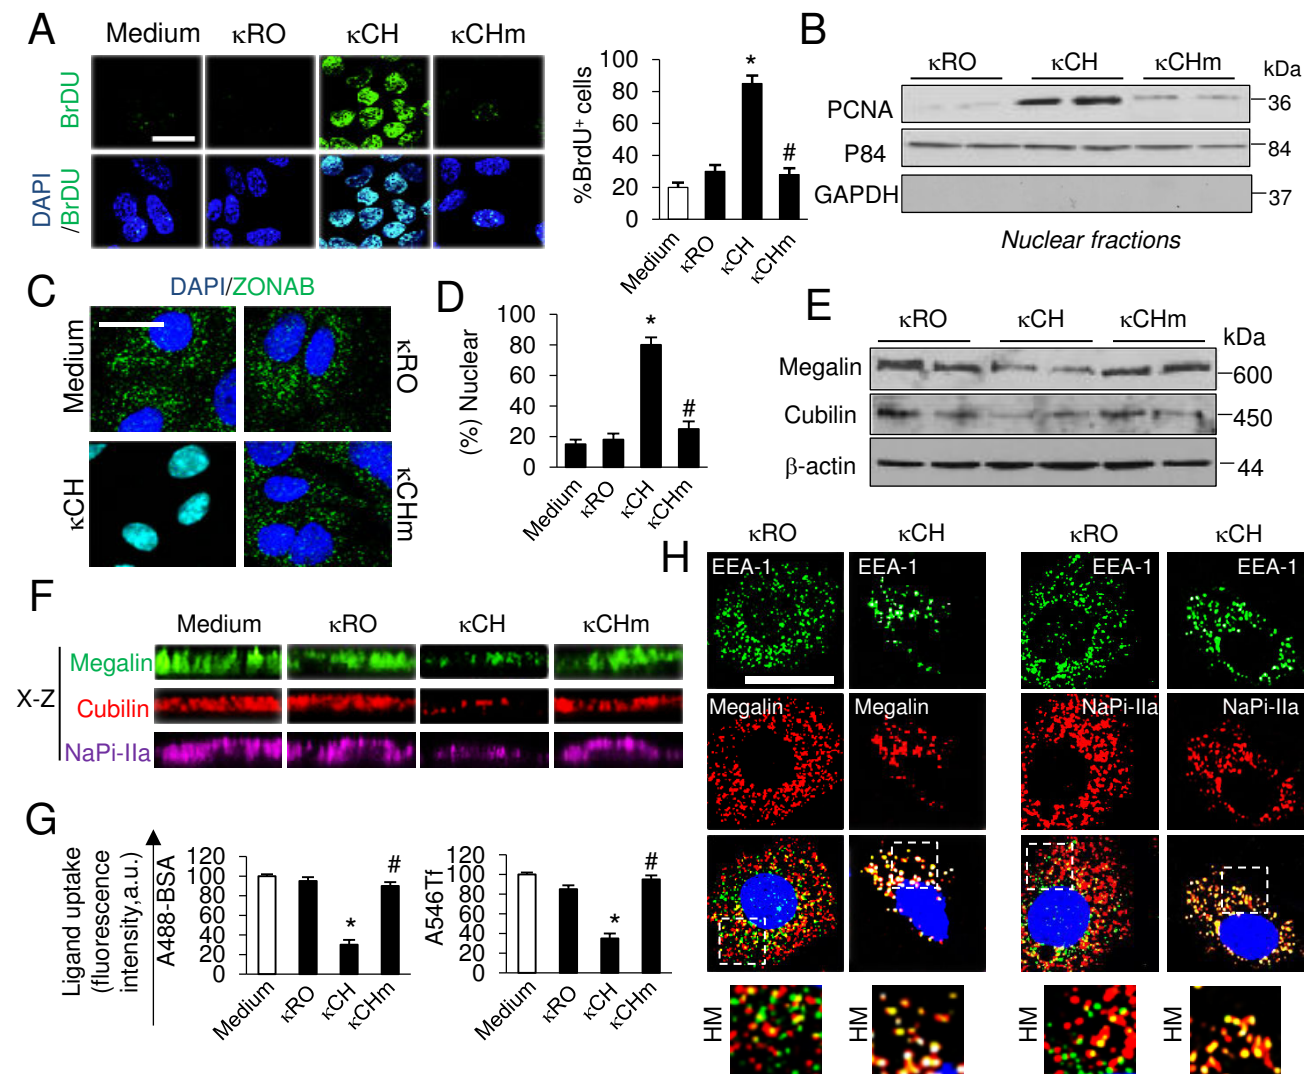 A
Medium κRO κCH κCHm
BrDU
DAPI
/BrDU
%BrdU⁺ cells
100
80
60
40
20
0
*
#
Medium
κRO
κCH
κCHm
B
κRO κCH κCHm
kDa
PCNA
36
P84
84
GAPDH
37
Nuclear fractions
C
DAPI/ZONAB
Medium
κRO
κCH
κCHm
D
(%) Nuclear
100
80
60
40
20
0
*
#
Medium
κRO
κCH
κCHm
E
κRO κCH κCHm
kDa
Megalin
600
Cubilin
450
β-actin
44
F
Medium κRO κCH κCHm
X-Z
Megalin
Cubilin
NaPi-IIa
G
Ligand uptake
(fluorescence
intensity,a.u.)
A488-BSA
120
100
80
60
40
20
0
*
#
Medium
κRO
κCH
κCHm
A546Tf
120
100
80
60
40
20
0
*
#
Medium
κRO
κCH
κCHm
H
κRO κCH κRO κCH
EEA-1 EEA-1 EEA-1 EEA-1
Megalin Megalin NaPi-IIa NaPi-IIa
HM HM HM HM